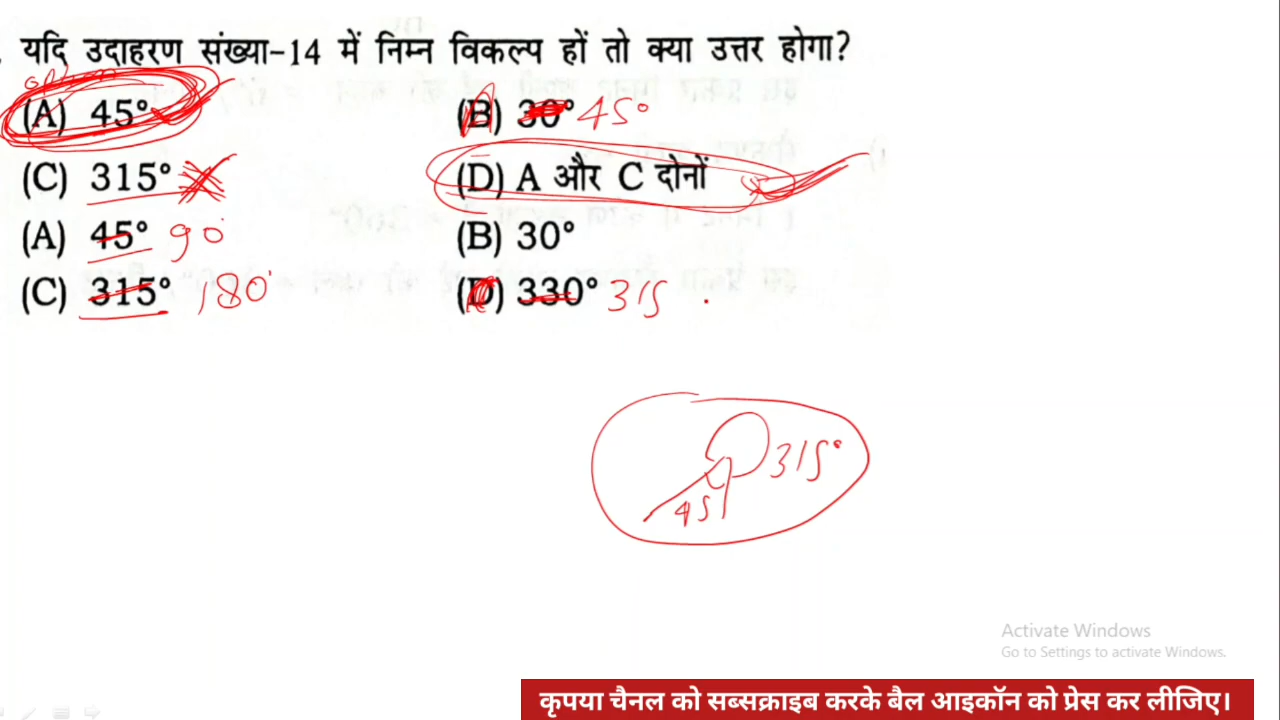 यदि उदाहरण संख्या-14 में निम्न विकल्प हों तो क्या उत्तर होगा?
option
(A) 45° (B) 30° 45°
(C) 315° (D) A और C दोनों
(A) 45° 90° (B) 30°
(C) 315° 180° (D) 330° 315
315°
45
Activate Windows
Go to Settings to activate Windows.
कृपया चैनल को सब्सक्राइब करके बैल आइकॉन को प्रेस कर लीजिए।